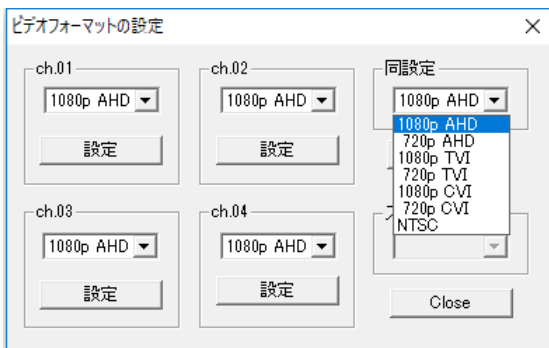 ビデオフォーマットの設定
ch.01
1080p AHD
設定
ch.02
1080p AHD
設定
同設定
1080p AHD
1080p AHD
720p AHD
1080p TVI
720p TVI
1080p CVI
720p CVI
NTSC
ch.03
1080p AHD
設定
ch.04
1080p AHD
設定
Close